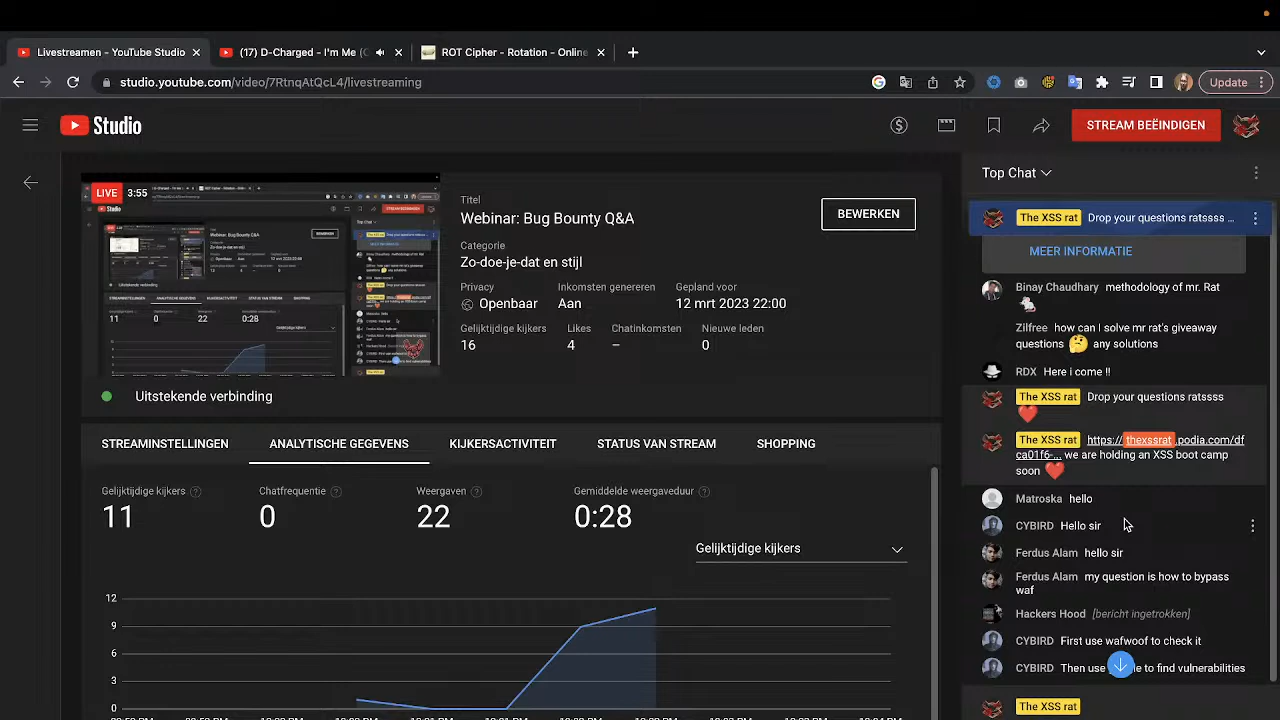 Livestreamen - YouTube Studio
(17) D-Charged - I'm Me (
ROT Cipher - Rotation - Online
studio.youtube.com/video/7RtnqAtQcL4/livestreaming
Update
Studio
STREAM BEËINDIGEN
LIVE 3:55
Titel
Webinar: Bug Bounty Q&A
BEWERKEN
Categorie
Zo-doe-je-dat en stijl
Privacy
Inkomsten genereren
Gepland voor
Openbaar
Aan
12 mrt 2023 22:00
Gelijktijdige kijkers
Likes
Chatinkomsten
Nieuwe leden
16
4
–
0
Uitstekende verbinding
STREAMINSTELLINGEN
ANALYTISCHE GEGEVENS
KIJKERSACTIVITEIT
STATUS VAN STREAM
SHOPPING
Gelijktijdige kijkers
Chatfrequentie
Weergaven
Gemiddelde weergaveduur
11
0
22
0:28
Gelijktijdige kijkers
12
9
6
3
0
Top Chat
The XSS rat Drop your questions ratssss ...
MEER INFORMATIE
Binay Chaudhary methodology of mr. Rat
Zilfree how c
e mr rats geaveway
questions 🤔 any solutions
RDX Here i come !!
The XSS rat Drop your questions ratssss
❤️
The XSS rat https://thexssrat.podia.com/df
ca01f6-... we are holding an XSS boot camp
soon ❤️
Matroska hello
CYBIRD Hello sir
Ferdus Alam hello sir
Ferdus Alam my question is how to bypass
waf
Hackers Hood [bericht ingetrokken]
CYBIRD First use wafwoof to check it
CYBIRD Then use
le to find vulnerabilities
The XSS rat